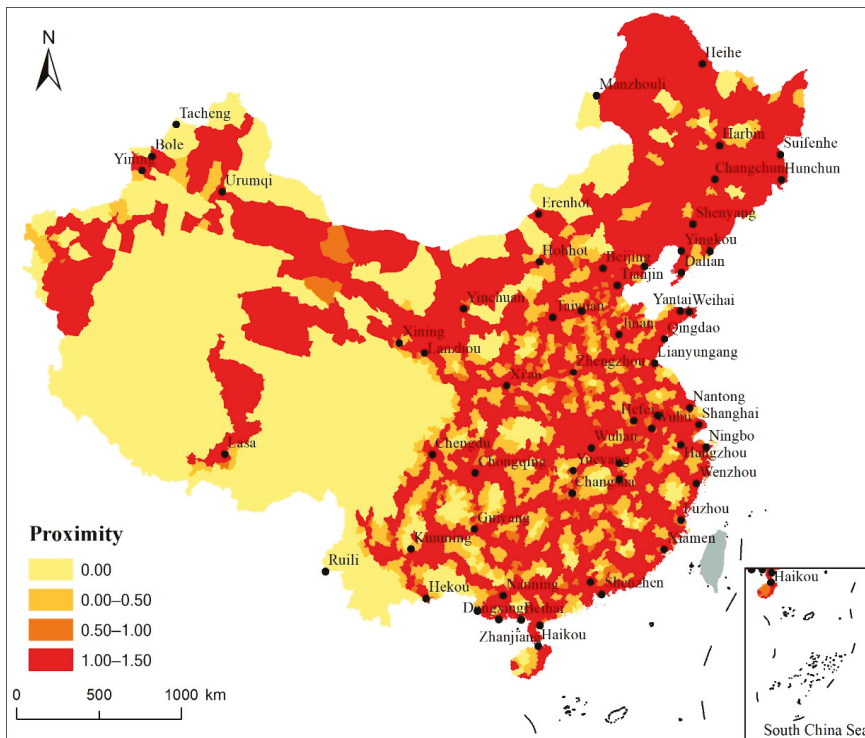 N
Heihe
Manzhouli
Tacheng
Harbin
Suifenhe
Bole
Yining
Changchun
Hunchun
Urumqi
Erenhot
Shenyang
Hohhot
Beijing
Yingkou
Dalian
Tianjin
Yinchuan
Taiyuan
Yantai
Weihai
Xining
Jinan
Qingdao
Lanzhou
Lianyungang
Zhengzhou
Xi'an
Nantong
Hefei
Wuhu
Shanghai
Lasa
Chengdu
Wuhan
Ningbo
Hangzhou
Chongqing
Yueyang
Wenzhou
Changsha
Guiyang
Fuzhou
Proximity
Kunming
Xiamen
0.00
Ruili
0.00–0.50
Hekou
Nanning
Shenzhen
Haikou
0.50–1.00
Dongxing
Beihai
Zhanjiang
Haikou
1.00–1.50
0 500 1000 km
South China Sea